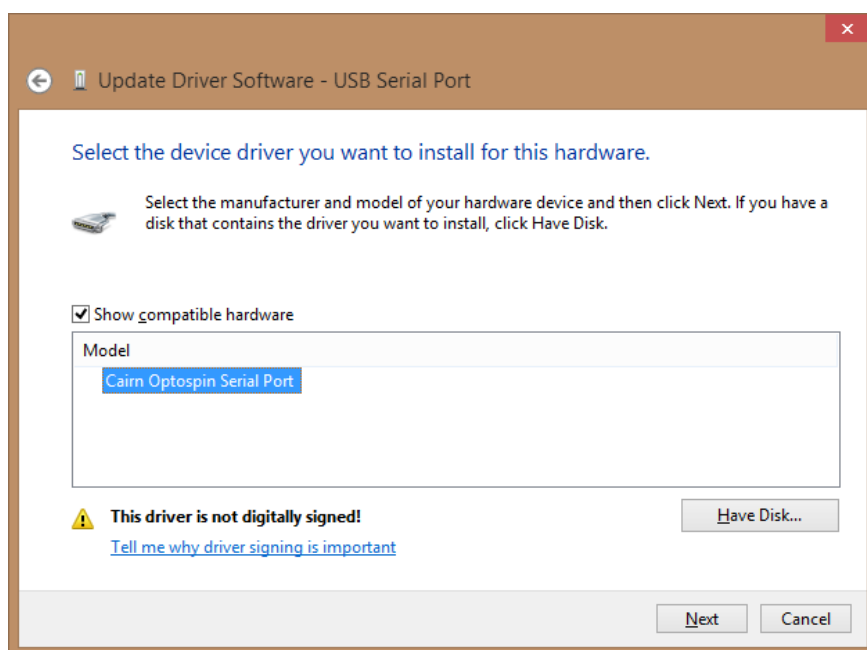 Update Driver Software - USB Serial Port
Select the device driver you want to install for this hardware.
Select the manufacturer and model of your hardware device and then click Next. If you have a
disk that contains the driver you want to install, click Have Disk.
Show compatible hardware
Model
Cairn Optospin Serial Port
This driver is not digitally signed!
Have Disk...
Tell me why driver signing is important
Next
Cancel